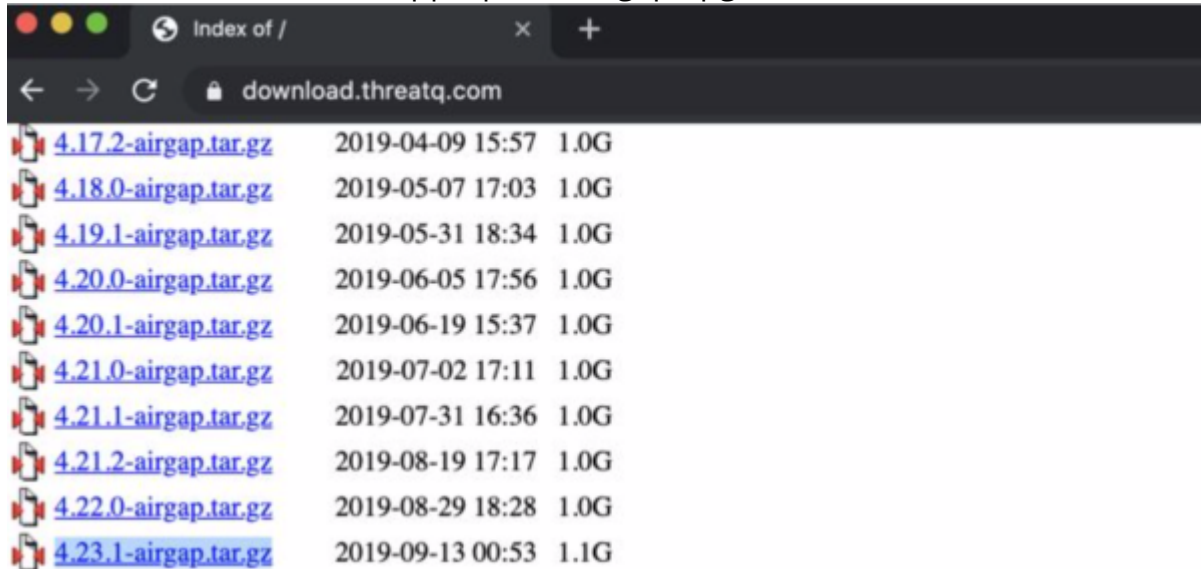 Index of /
download.threatq.com
4.17.2-airgap.tar.gz 2019-04-09 15:57 1.0G
4.18.0-airgap.tar.gz 2019-05-07 17:03 1.0G
4.19.1-airgap.tar.gz 2019-05-31 18:34 1.0G
4.20.0-airgap.tar.gz 2019-06-05 17:56 1.0G
4.20.1-airgap.tar.gz 2019-06-19 15:37 1.0G
4.21.0-airgap.tar.gz 2019-07-02 17:11 1.0G
4.21.1-airgap.tar.gz 2019-07-31 16:36 1.0G
4.21.2-airgap.tar.gz 2019-08-19 17:17 1.0G
4.22.0-airgap.tar.gz 2019-08-29 18:28 1.0G
4.23.1-airgap.tar.gz 2019-09-13 00:53 1.1G